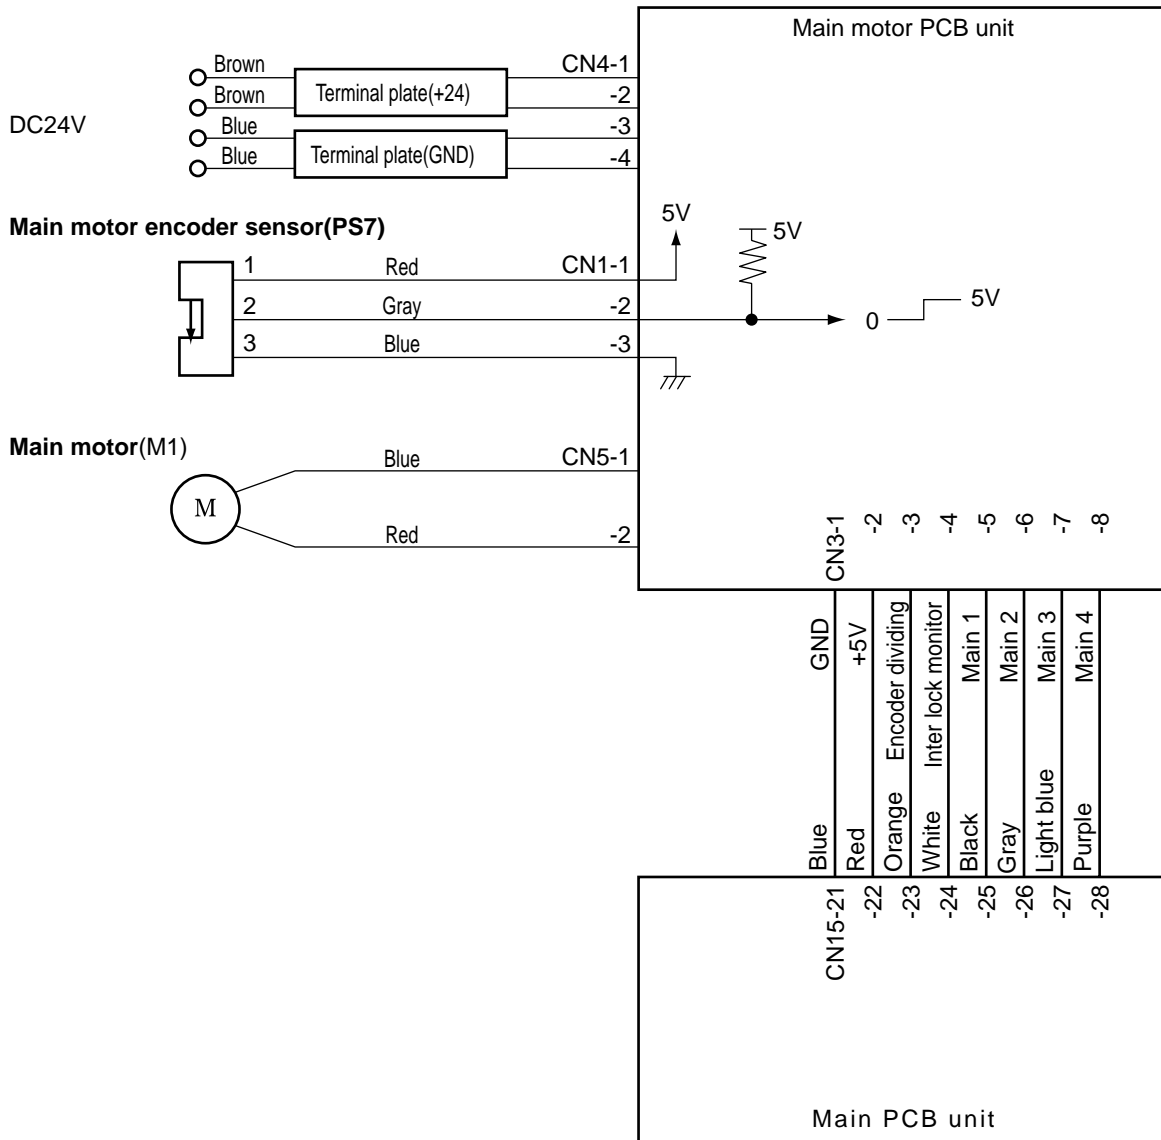 Main motor PCB unit
Brown
CN4-1
Terminal plate(+24)
Brown
-2
DC24V
Blue
-3
Terminal plate(GND)
Blue
-4
Main motor encoder sensor(PS7)
5V
5V
1
Red
CN1-1
2
Gray
-2
0
5V
3
Blue
-3
Main motor(M1)
Blue
CN5-1
M
Red
-2
CN3-1
-2
-3
-4
-5
-6
-7
-8
GND
+5V
Encoder dividing
Inter lock monitor
Main 1
Main 2
Main 3
Main 4
Blue
Red
Orange
White
Black
Gray
Light blue
Purple
CN15-21
-22
-23
-24
-25
-26
-27
-28
Main PCB unit